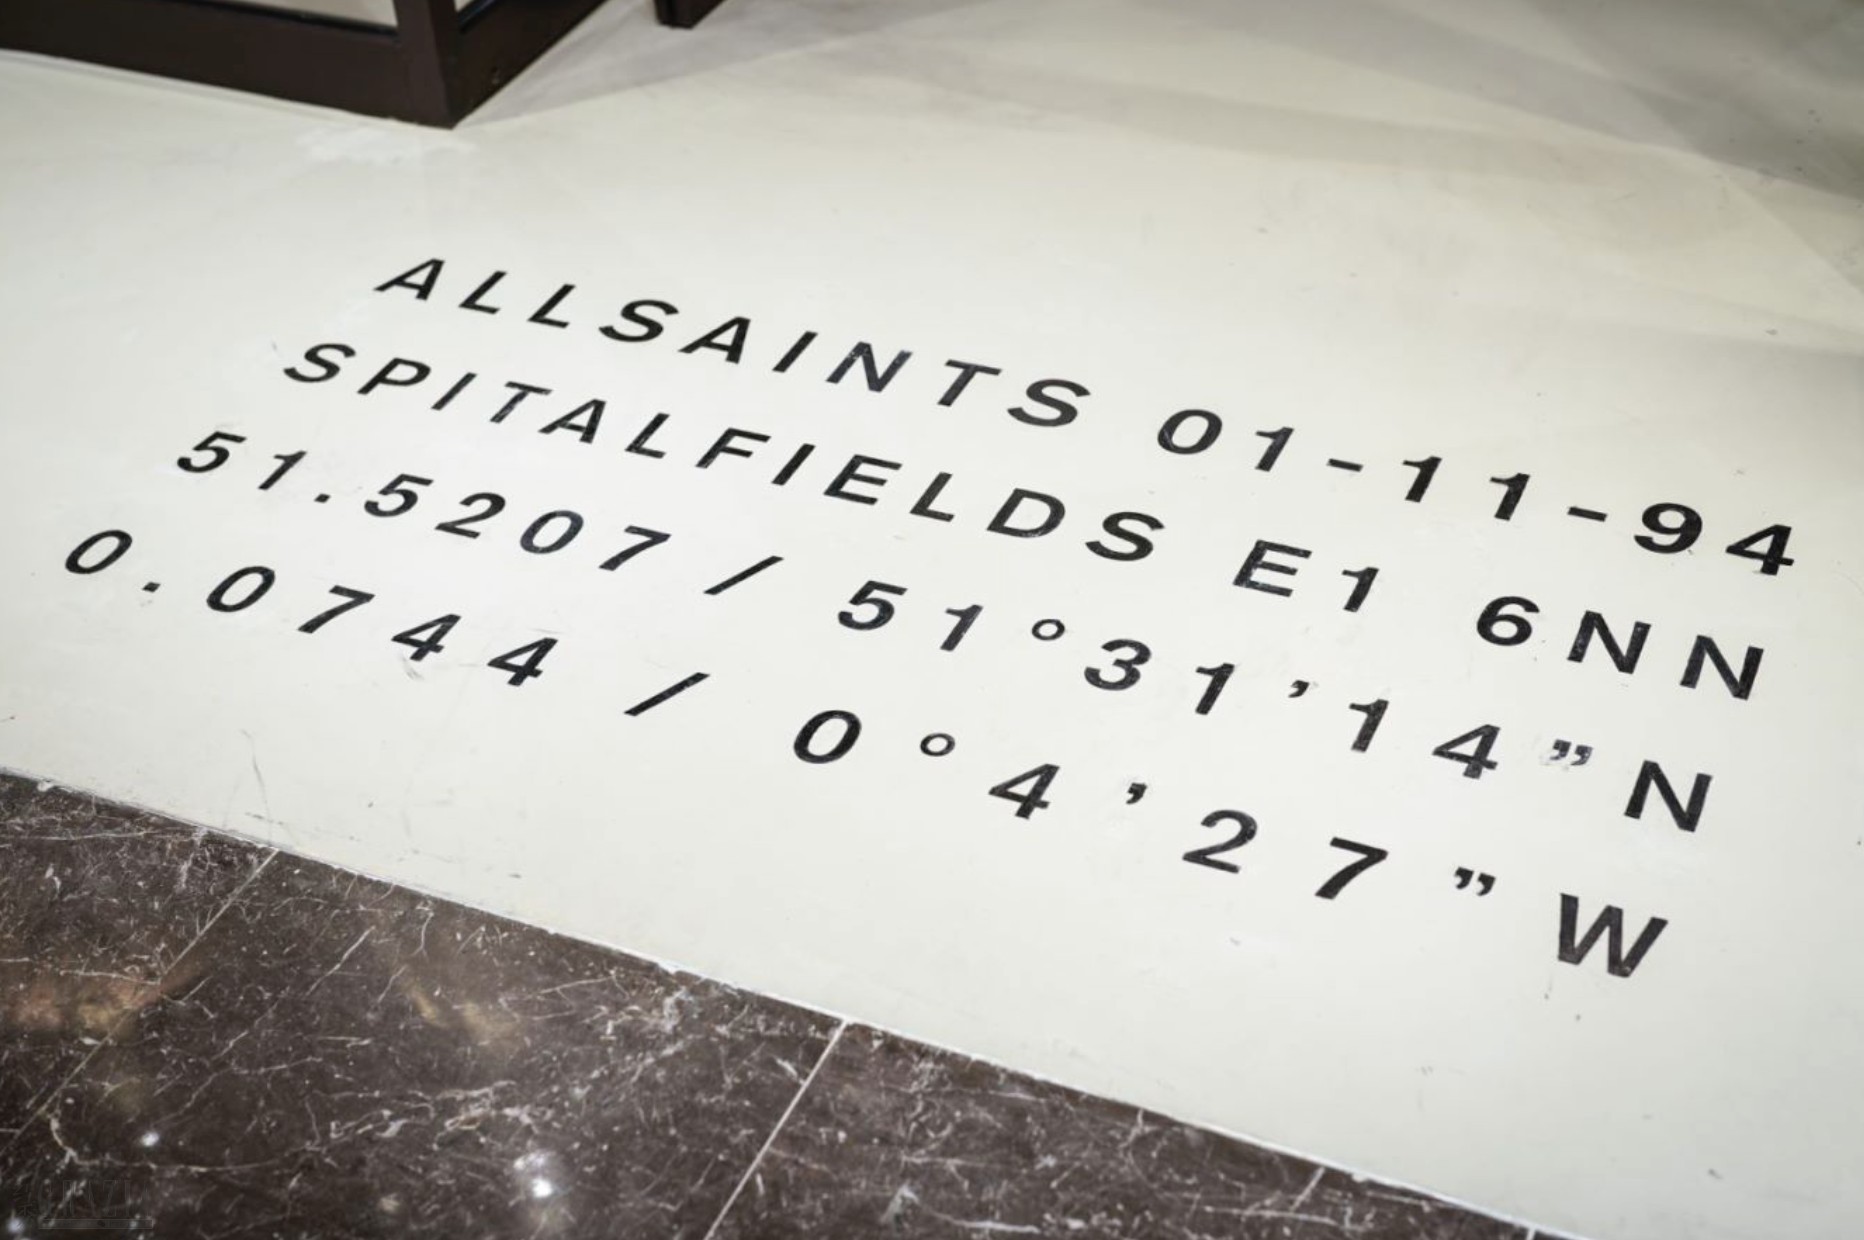 ALLSAINTS 01-11-94
SPITALFIELDS E1 6NN
51.5207 / 51°31’14”N
0.0744 / 0°4’27”W